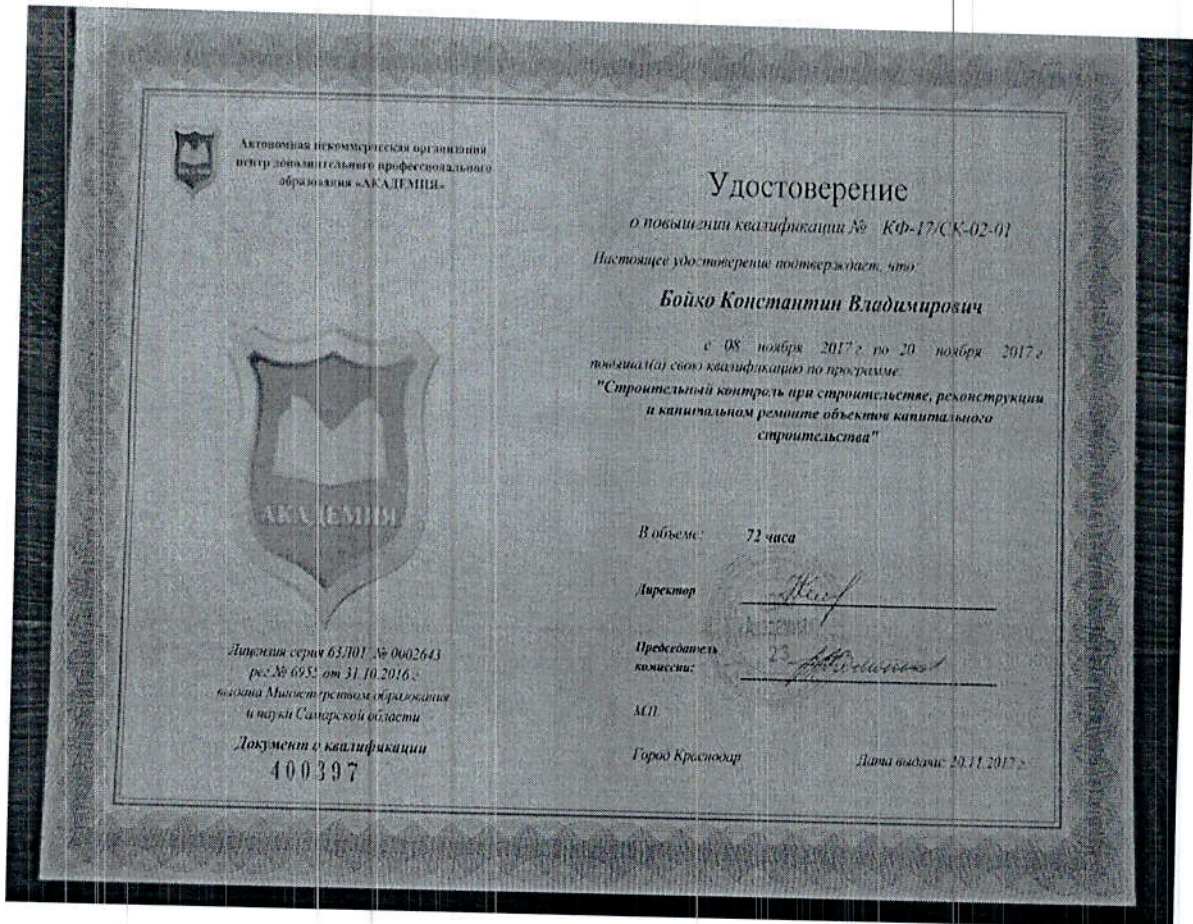 Автономная некоммерческая организация
центр дополнительного профессионального
образования «АКАДЕМИЯ»
АКАДЕМИЯ
Лицензия серия 63Л01 № 0002643
рег.№ 6955 от 31.10.2016 г.
выдана Министерством образования
и науки Самарской области
Документ о квалификации
400397
Удостоверение
о повышении квалификации № КФ-17/СК-02-01
Настоящее удостоверение подтверждает, что:
Бойко Константин Владимирович
с 08 ноября 2017 г. по 20 ноября 2017 г.
повышал(а) свою квалификацию по программе:
"Строительный контроль при строительстве, реконструкции
и капитальном ремонте объектов капитального
строительства"
В объеме: 72 часа
Директор
Председатель
комиссии:
23
М.П.
Город Краснодар Дата выдачи: 20.11.2017 г.